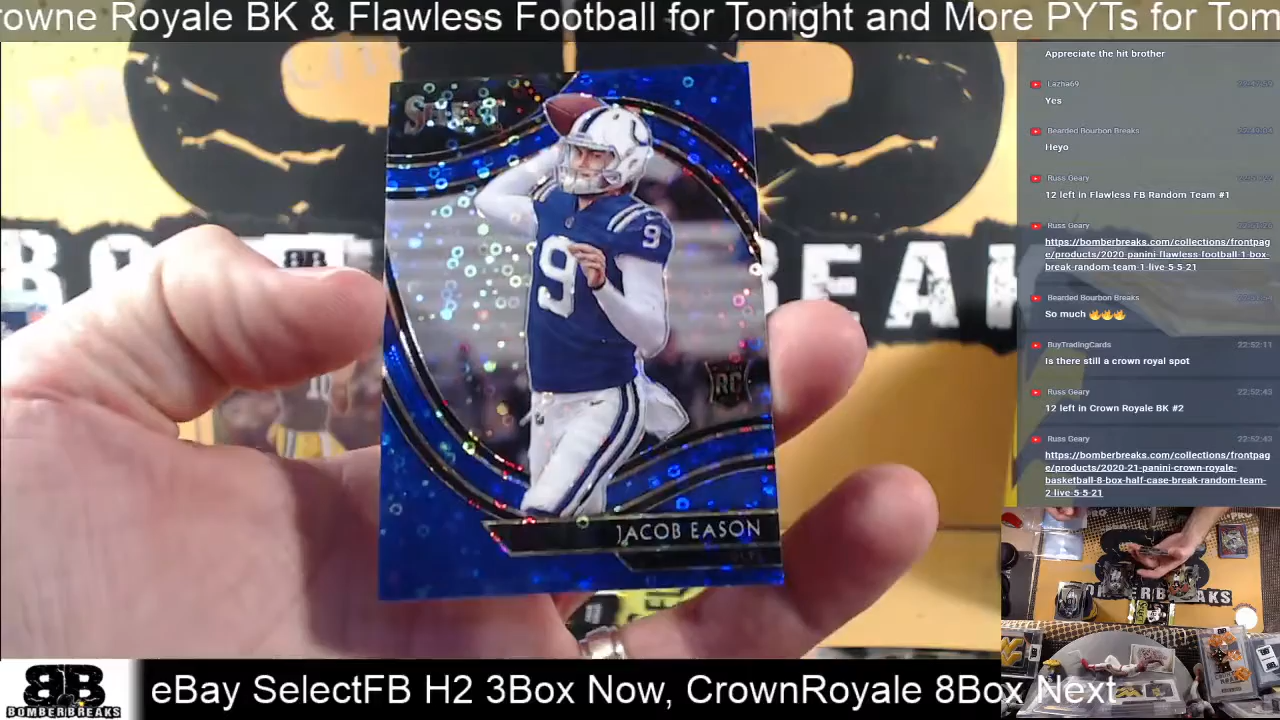 rowne Royale BK & Flawless Football for Tonight and More PYTs for Tom
SELECT
9
9
RC
JACOB EASON
BO
EAK
Appreciate the hit brother
Lazha69
Yes
Bearded Bourbon Breaks
Heyo
Russ Geary
12 left in Flawless FB Random Team #1
Russ Geary
https://bomberbreaks.com/collections/frontpag
e/products/2020-panini-flawless-football-1-box-
break-random-team-1-live-5-5-21
Bearded Bourbon Breaks
So much 🔥🔥🔥
BuyTradingCards 22:52:11
Is there still a crown royal spot
Russ Geary 22:52:43
12 left in Crown Royale BK #2
Russ Geary 22:52:43
https://bomberbreaks.com/collections/frontpag
e/products/2020-21-panini-crown-royale-
basketball-8-box-half-case-break-random-team-
2-live-5-5-21
BB
BOMBERBREAKS
eBay SelectFB H2 3Box Now, CrownRoyale 8Box Next